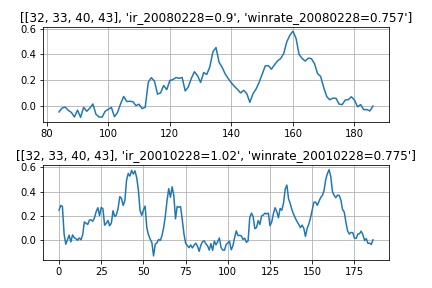 [[32, 33, 40, 43], 'ir_20080228=0.9', 'winrate_20080228=0.757']
0.6
0.4
0.2
0.0
80 100 120 140 160 180
[[32, 33, 40, 43], 'ir_20010228=1.02', 'winrate_20010228=0.775']
0.6
0.4
0.2
0.0
0 25 50 75 100 125 150 175